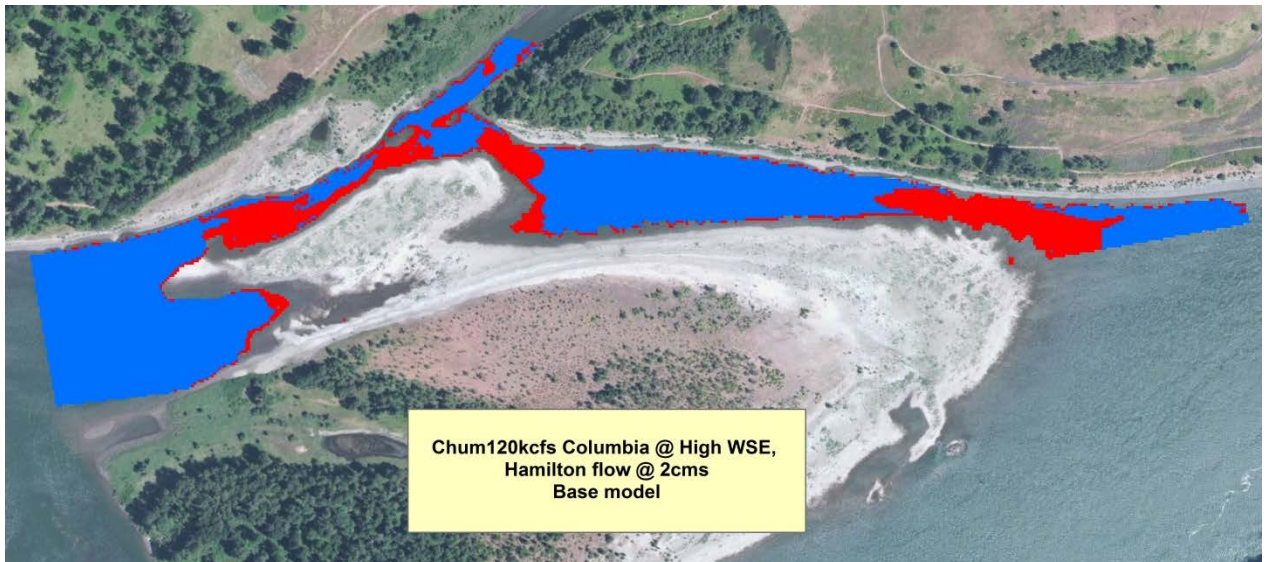 Chum120kcfs Columbia @ High WSE,
Hamilton flow @ 2cms
Base model